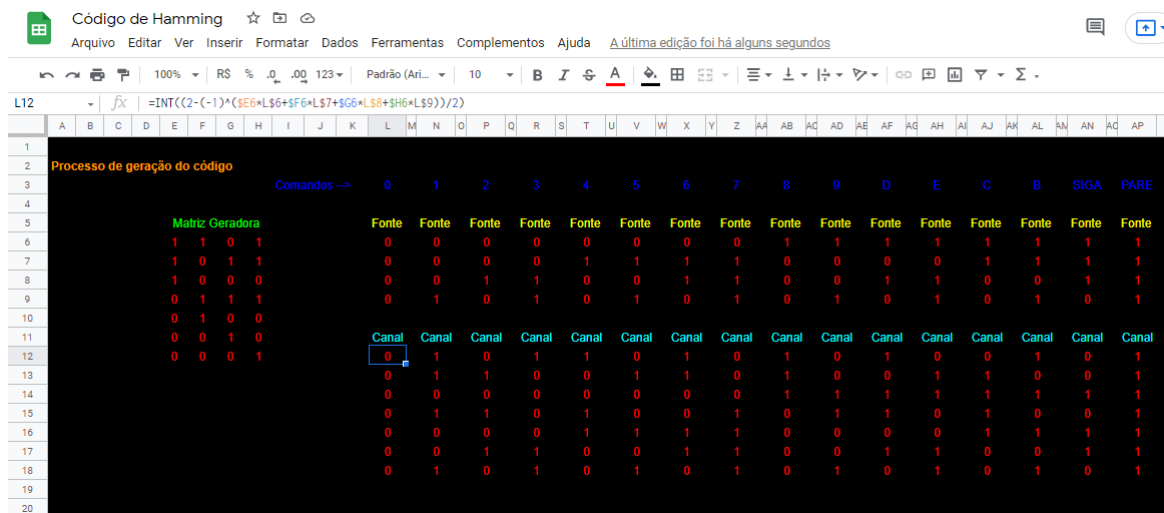 Código de Hamming
Arquivo Editar Ver Inserir Formatar Dados Ferramentas Complementos Ajuda A última edição foi há alguns segundos
100% R$ % .0 .00 123 Padrão (Ari... 10 B I S A
L12 fx =INT((2-(-1)^($E6*L$6+$F6*L$7+$G6*L$8+$H6*L$9))/2)
A B C D E F G H I J K L M N O P Q R S T U V W X Y Z AA AB AC AD AE AF AG AH AI AJ AK AL AM AN AO AP
1
2 Processo de geração do código
3 Comandos --> 0 1 2 3 4 5 6 7 8 9 D E C B SIGA PARE
4
5 Matriz Geradora Fonte Fonte Fonte Fonte Fonte Fonte Fonte Fonte Fonte Fonte Fonte Fonte Fonte Fonte Fonte Fonte
6 1 1 0 1 0 0 0 0 0 0 0 0 1 1 1 1 1 1 1 1
7 1 0 1 1 0 0 0 0 1 1 1 1 0 0 0 0 1 1 1 1
8 1 0 0 0 0 0 1 1 0 0 1 1 0 0 1 1 0 0 1 1
9 0 1 1 1 0 1 0 1 0 1 0 1 0 1 0 1 0 1 0 1
10 0 1 0 0
11 0 0 1 0 Canal Canal Canal Canal Canal Canal Canal Canal Canal Canal Canal Canal Canal Canal Canal Canal
12 0 0 0 1 0 1 0 1 1 0 1 0 1 0 1 0 0 1 0 1
13 0 1 1 0 0 1 1 0 1 0 0 1 1 0 0 1
14 0 0 0 0 0 0 0 0 1 1 1 1 1 1 1 1
15 0 1 1 0 1 0 0 1 0 1 1 0 1 0 0 1
16 0 0 0 0 1 1 1 1 0 0 0 0 1 1 1 1
17 0 0 1 1 0 0 1 1 0 0 1 1 0 0 1 1
18 0 1 0 1 0 1 0 1 0 1 0 1 0 1 0 1
19
20